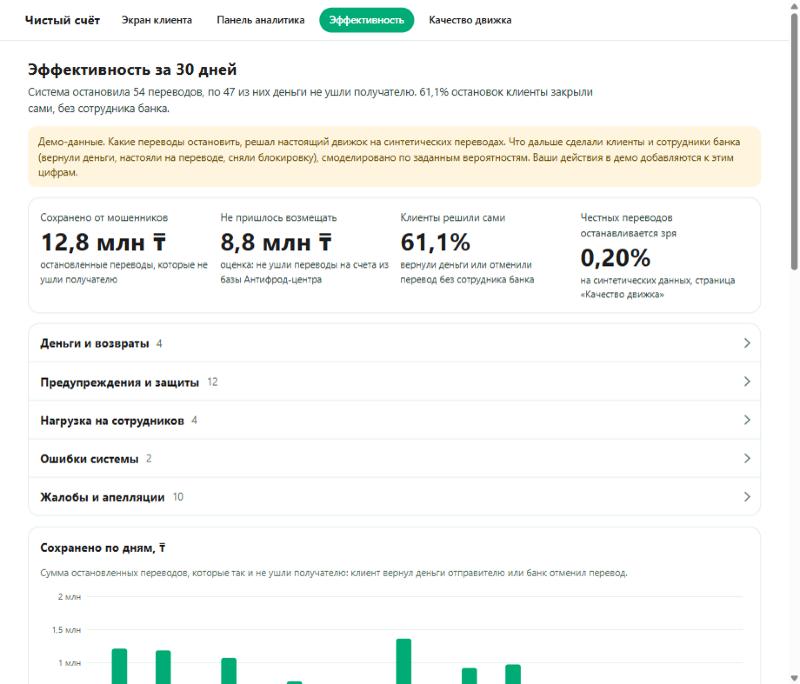 Чистый счёт
Экран клиента
Панель аналитика
Эффективность
Качество движка
Эффективность за 30 дней
Система остановила 54 переводов, по 47 из них деньги не ушли получателю. 61,1% остановок клиенты закрыли
сами, без сотрудника банка.
Демо-данные. Какие переводы остановить, решал настоящий движок на синтетических переводах. Что дальше сделали клиенты и сотрудники банка
(вернули деньги, настояли на переводе, сняли блокировку), смоделировано по заданным вероятностям. Ваши действия в демо добавляются к этим
цифрам.
Сохранено от мошенников
12,8 млн ₸
остановленные переводы, которые не
ушли получателю
Не пришлось возмещать
8,8 млн ₸
оценка: не ушли переводы на счета из
базы Антифрод-центра
Клиенты решили сами
61,1%
вернули деньги или отменили
перевод без сотрудника банка
Честных переводов
останавливается зря
0,20%
на синтетических данных, страница
«Качество движка»
Деньги и возвраты 4
Предупреждения и защиты 12
Нагрузка на сотрудников 4
Ошибки системы 2
Жалобы и апелляции 10
Сохранено по дням, ₸
Сумма остановленных переводов, которые так и не ушли получателю: клиент вернул деньги отправителю или банк отменил перевод.
2 млн
1.5 млн
1 млн